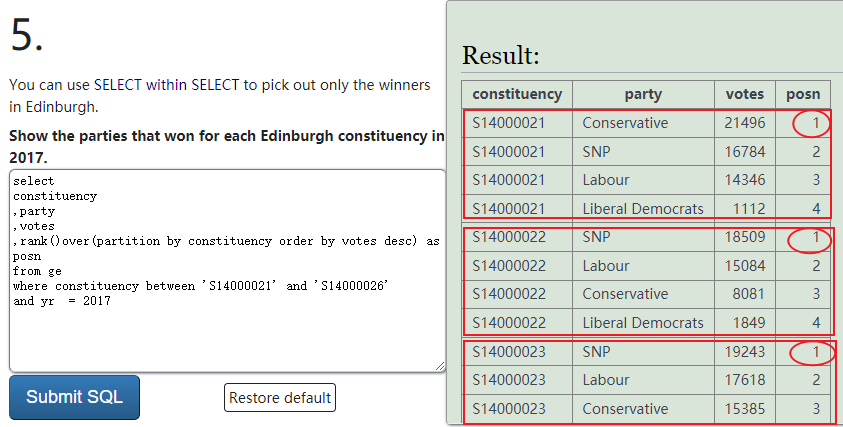 5.
You can use SELECT within SELECT to pick out only the winners
in Edinburgh.
Show the parties that won for each Edinburgh constituency in
2017.
select
constituency
,party
,votes
,rank()over(partition by constituency order by votes desc) as
posn
from ge
where constituency between 'S14000021' and 'S14000026'
and yr  = 2017
Submit SQL
Restore default
Result:
constituency party votes posn
S14000021 Conservative 21496 1
S14000021 SNP 16784 2
S14000021 Labour 14346 3
S14000021 Liberal Democrats 1112 4
S14000022 SNP 18509 1
S14000022 Labour 15084 2
S14000022 Conservative 8081 3
S14000022 Liberal Democrats 1849 4
S14000023 SNP 19243 1
S14000023 Labour 17618 2
S14000023 Conservative 15385 3